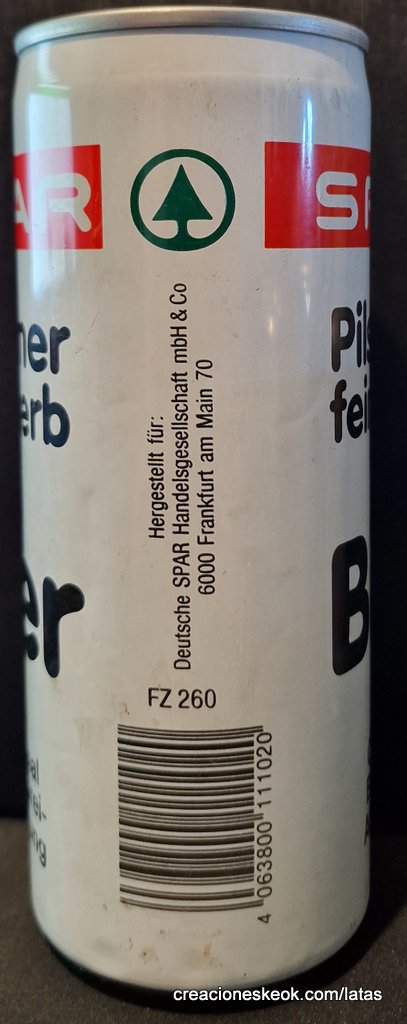 AR
SP
ner
erb
Pils
fei
er
B
Hergestellt für:
Deutsche SPAR Handelsgesellschaft mbH & Co
6000 Frankfurt am Main 70
FZ 260
4 063800 111020
creacioneskeok.com/latas